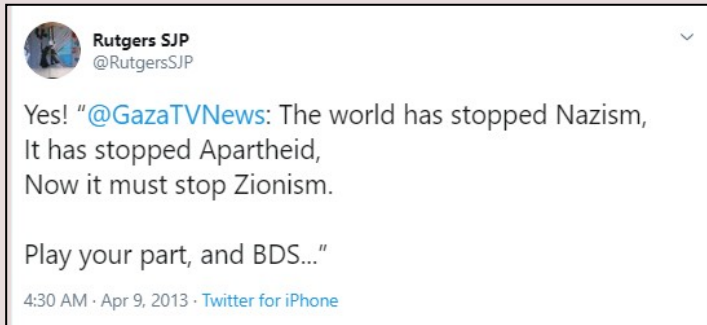 Rutgers SJP
@RutgersSJP
Yes! “@GazaTVNews: The world has stopped Nazism,
It has stopped Apartheid,
Now it must stop Zionism.
Play your part, and BDS...”
4:30 AM · Apr 9, 2013 · Twitter for iPhone